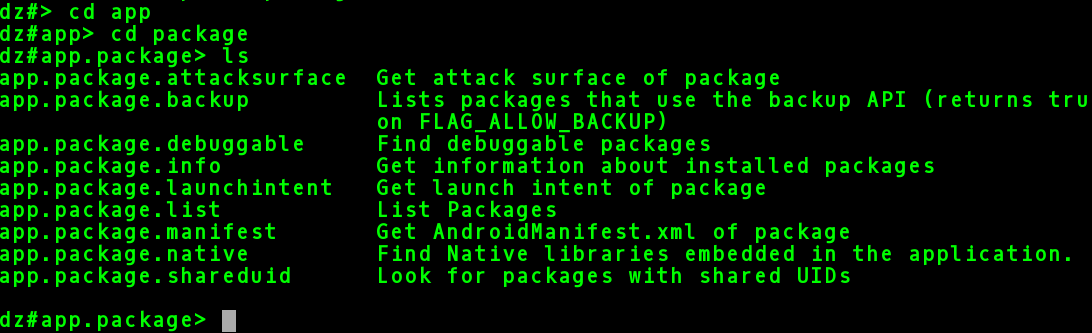 dz#> cd app
dz#app> cd package
dz#app.package> ls
app.package.attacksurface  Get attack surface of package
app.package.backup         Lists packages that use the backup API (returns tru
                           on FLAG_ALLOW_BACKUP)
app.package.debuggable     Find debuggable packages
app.package.info           Get information about installed packages
app.package.launchintent   Get launch intent of package
app.package.list           List Packages
app.package.manifest       Get AndroidManifest.xml of package
app.package.native         Find Native libraries embedded in the application.
app.package.shareduid      Look for packages with shared UIDs
dz#app.package>